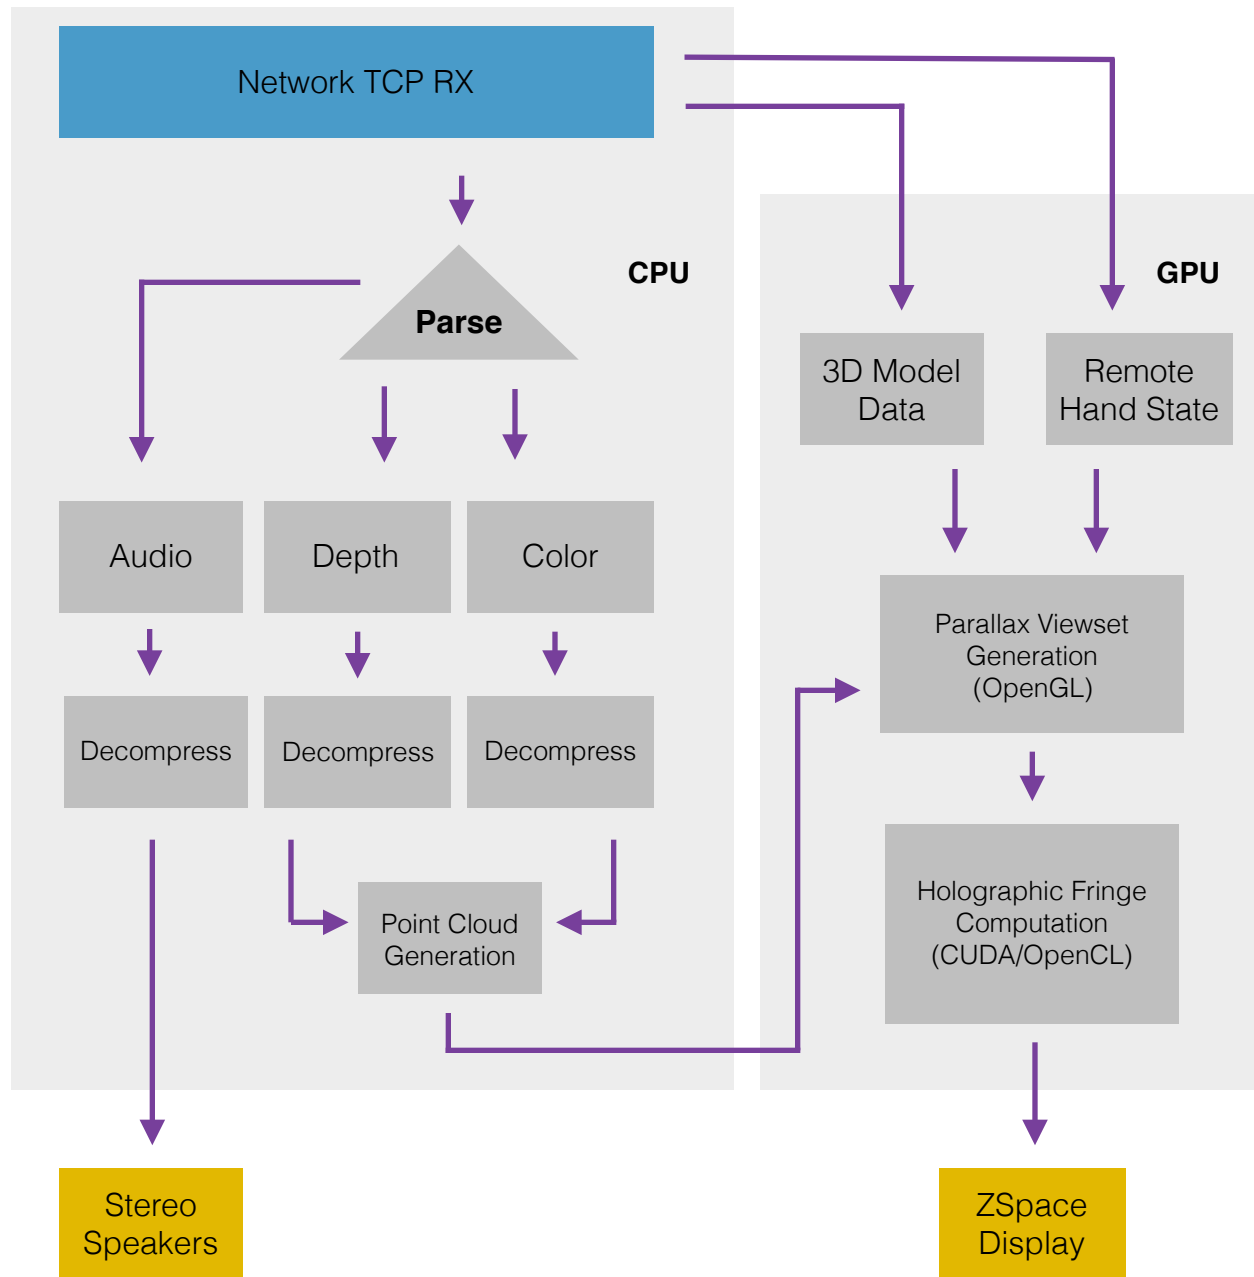 Network TCP RX
CPU
GPU
Parse
3D Model
Data
Remote
Hand State
Audio
Depth
Color
Parallax Viewset
Generation
(OpenGL)
Decompress
Decompress
Decompress
Point Cloud
Generation
Holographic Fringe
Computation
(CUDA/OpenCL)
Stereo
Speakers
ZSpace
Display